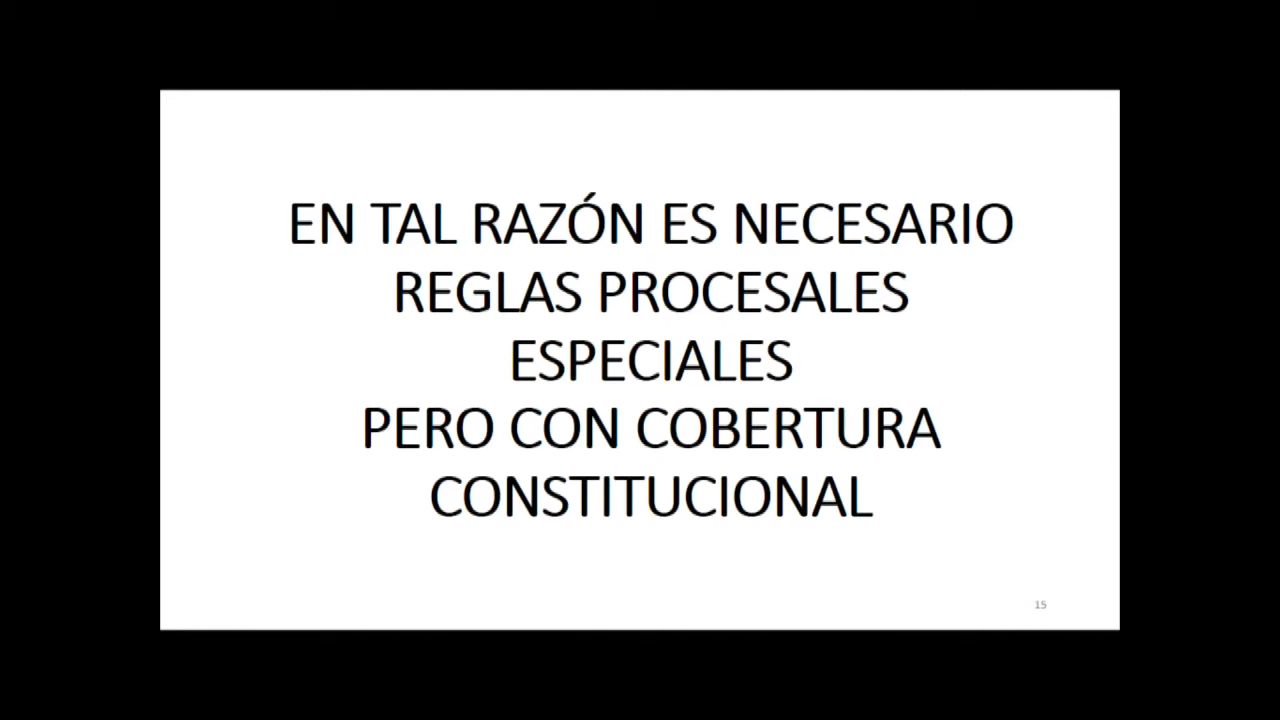 EN TAL RAZÓN ES NECESARIO
REGLAS PROCESALES
ESPECIALES
PERO CON COBERTURA
CONSTITUCIONAL
15